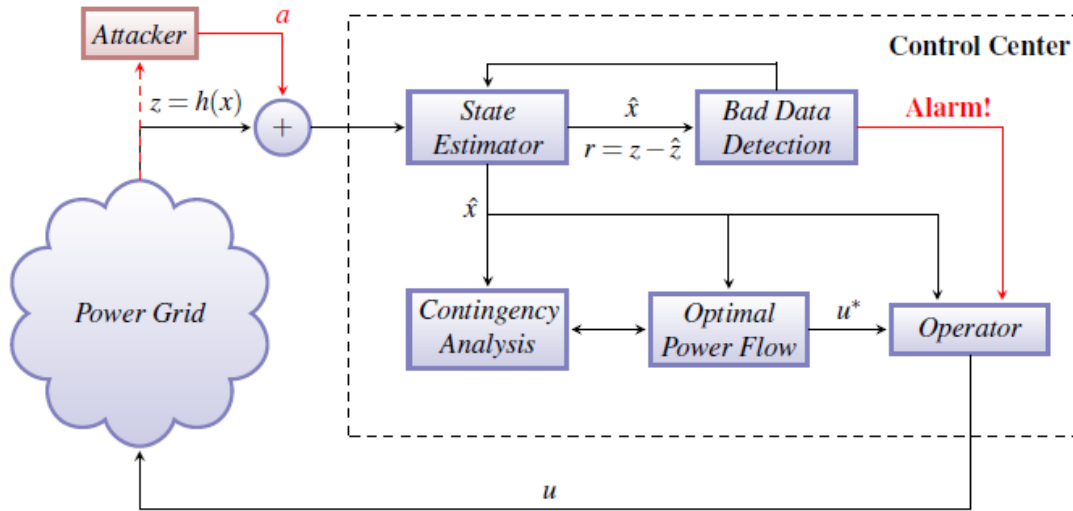 a
Attacker
Control Center
z = h(x)
+
State
Estimator
x̂
r = z − ẑ
Bad Data
Detection
Alarm!
x̂
Power Grid
Contingency
Analysis
Optimal
Power Flow
u*
Operator
u